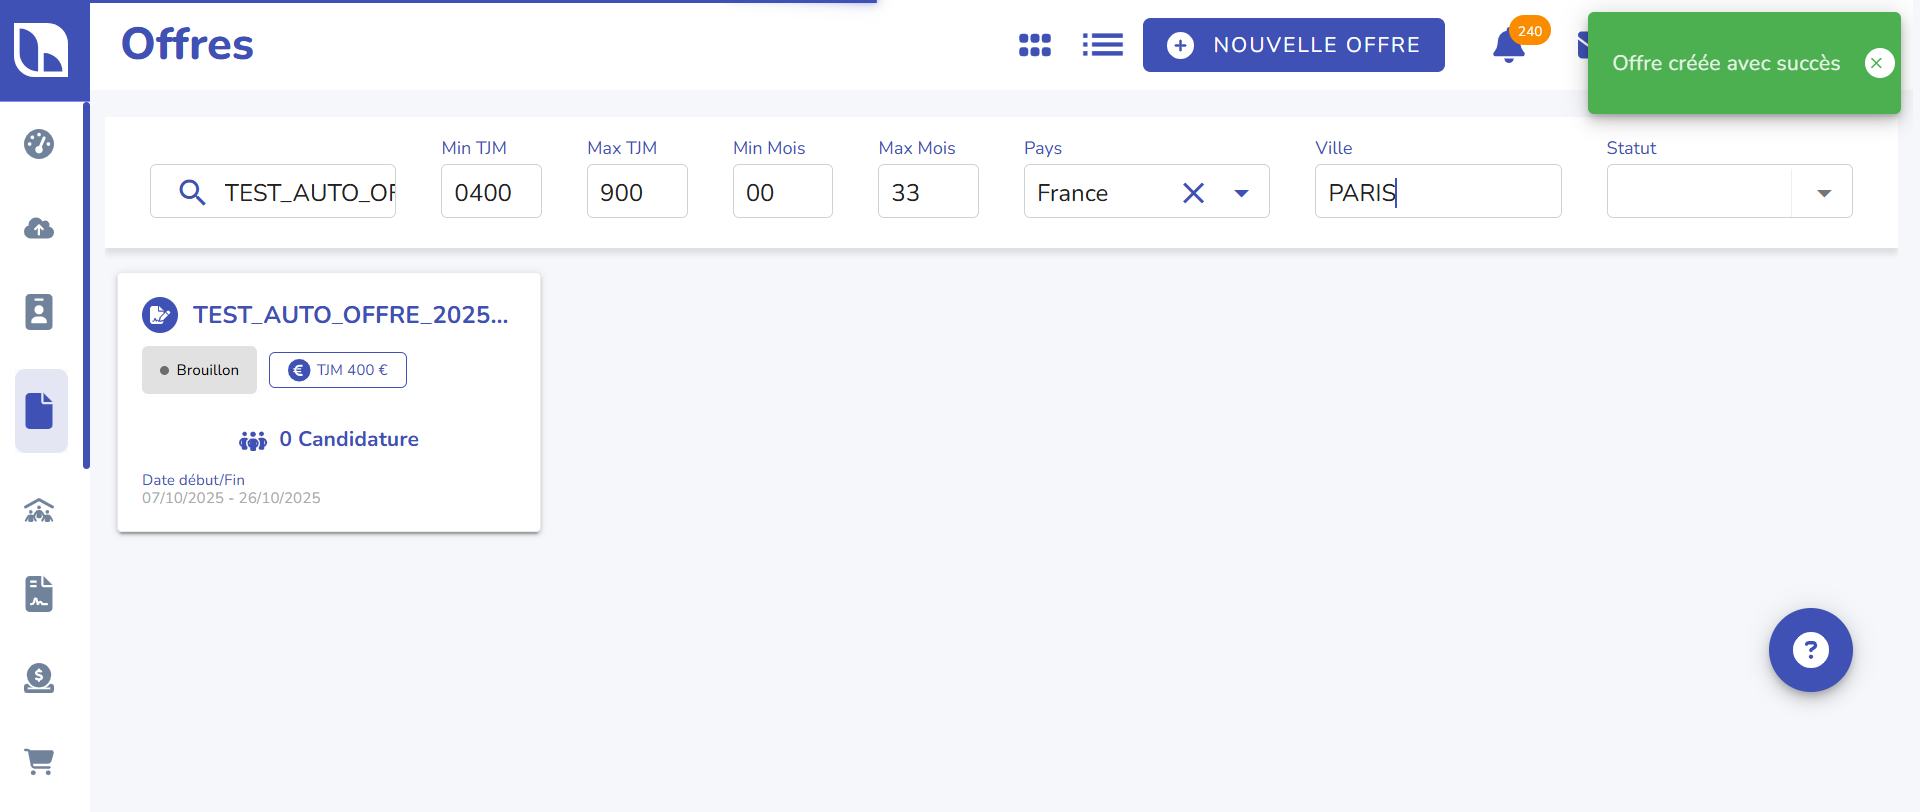 Offres
NOUVELLE OFFRE
240
Offre créée avec succès
Min TJM
Max TJM
Min Mois
Max Mois
Pays
Ville
Statut
TEST_AUTO_OF
0400
900
00
33
France
PARIS
TEST_AUTO_OFFRE_2025...
Brouillon
€ TJM 400 €
0 Candidature
Date début/Fin
07/10/2025 - 26/10/2025
?
$